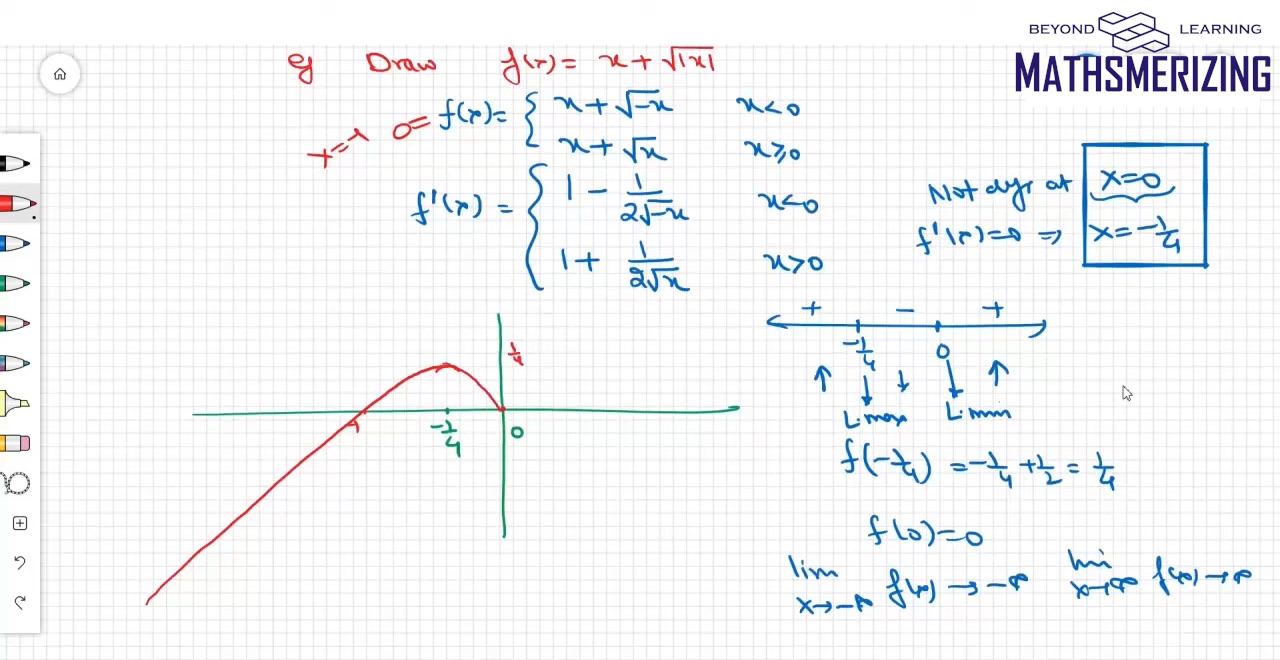 BEYOND LEARNING
MATHSMERIZING
eg Draw f(x) = x + √|x|
x = -1 0 = f(x) = { x + √-x x < 0
x + √x x ≥ 0
f'(x) = { 1 - 1/2√-x x < 0
1 + 1/2√x x > 0
Not diff at x = 0
f'(x) = 0 ⇒ x = -1/4
+ - +
-1/4 0
↑ ↓ ↓ ↓ ↑
L.max L.min
f(-1/4) = -1/4 + 1/2 = 1/4
f(0) = 0
lim x→-∞ f(x) → -∞ lim x→∞ f(x) → ∞
1/4
-1 -1/4 0